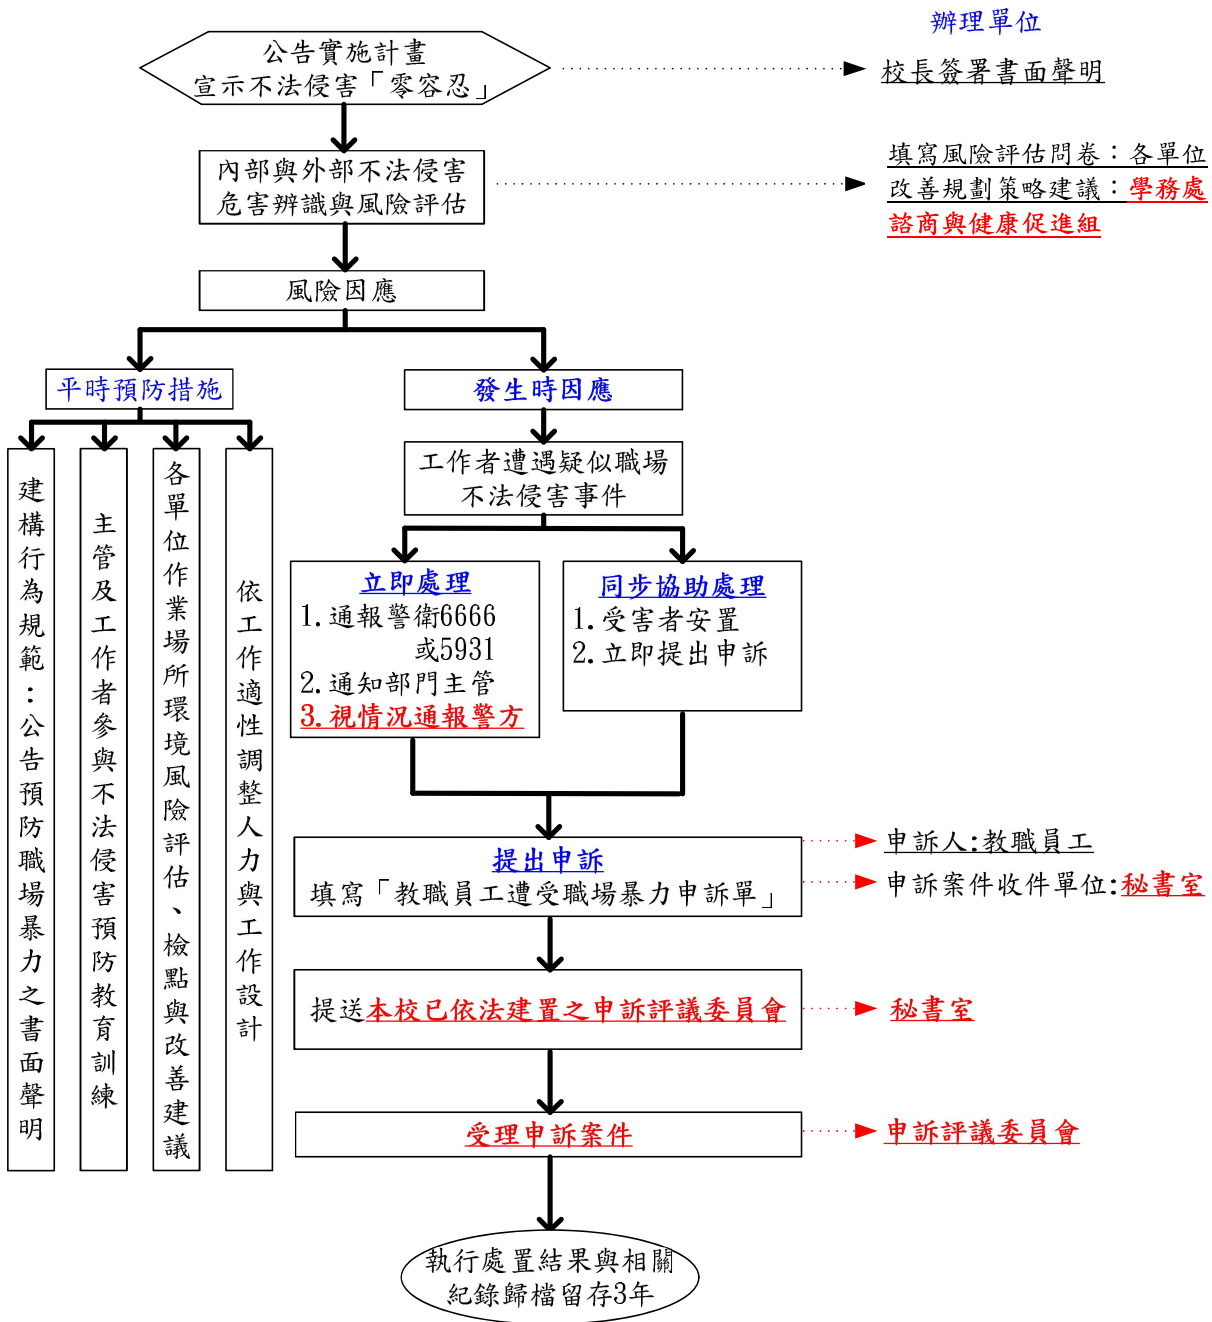 辦理單位
公告實施計畫
宣示不法侵害「零容忍」
校長簽署書面聲明
內部與外部不法侵害
危害辨識與風險評估
填寫風險評估問卷：各單位
改善規劃策略建議：學務處
諮商與健康促進組
風險因應
平時預防措施
發生時因應
建構行為規範：公告預防職場暴力之書面聲明
主管及工作者參與不法侵害預防教育訓練
各單位作業場所環境風險評估、檢點與改善建議
依工作適性調整人力與工作設計
工作者遭遇疑似職場
不法侵害事件
立即處理
1.通報警衛6666
或5931
2.通知部門主管
3.視情況通報警方
同步協助處理
1.受害者安置
2.立即提出申訴
提出申訴
填寫「教職員工遭受職場暴力申訴單」
申訴人:教職員工
申訴案件收件單位:秘書室
提送本校已依法建置之申訴評議委員會
秘書室
受理申訴案件
申訴評議委員會
執行處置結果與相關
紀錄歸檔留存3年